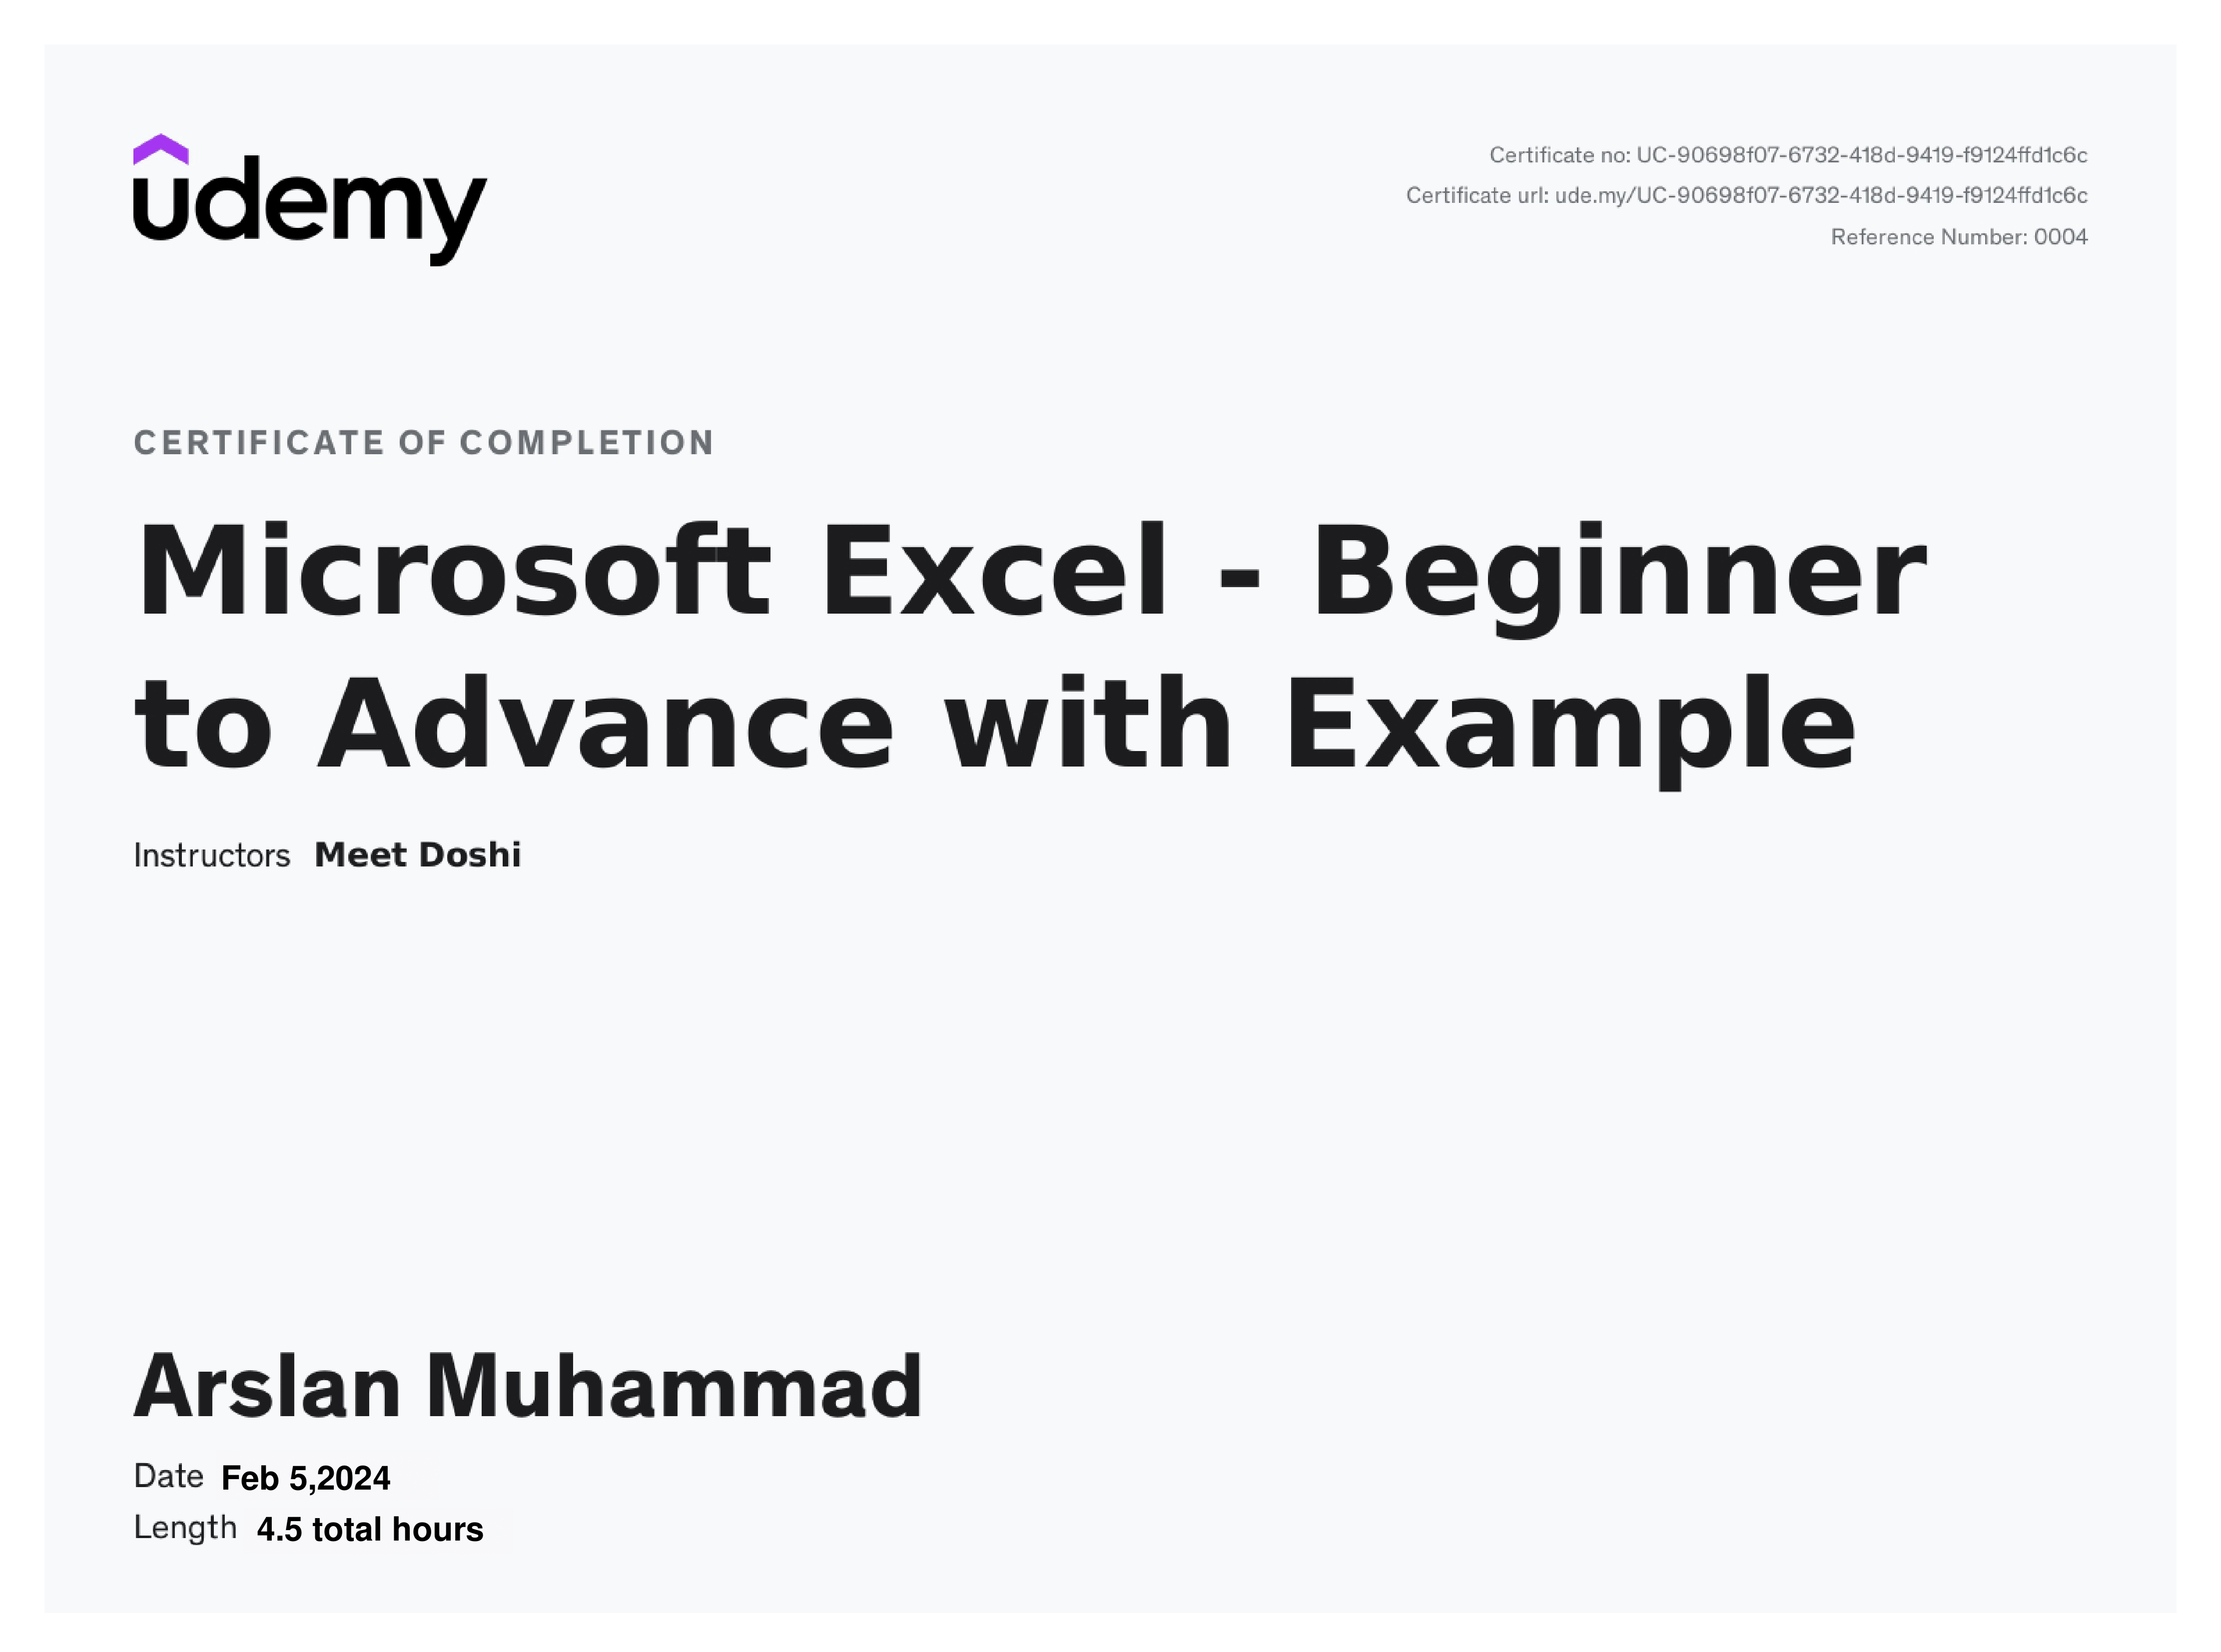 udemy
Certificate no: UC-90698f07-6732-418d-9419-f9124ffd1c6c
Certificate url: ude.my/UC-90698f07-6732-418d-9419-f9124ffd1c6c
Reference Number: 0004
CERTIFICATE OF COMPLETION
Microsoft Excel - Beginner
to Advance with Example
Instructors Meet Doshi
Arslan Muhammad
Date Feb 5,2024
Length 4.5 total hours